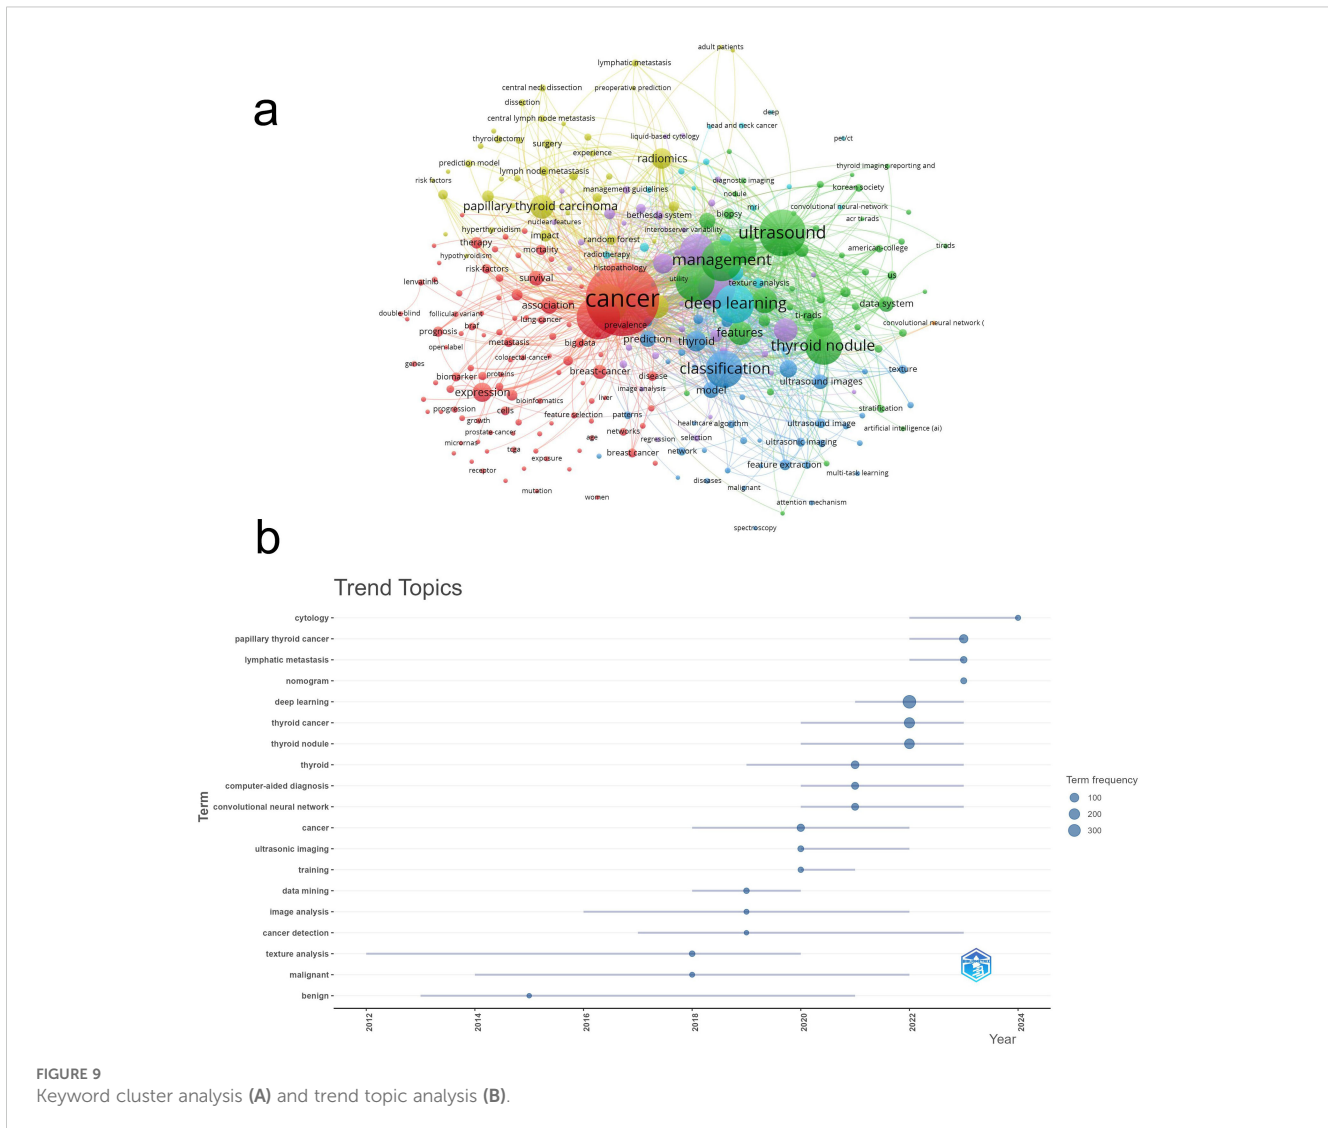 a
adult patients
lymphatic metastasis
central neck dissection
preoperative prediction
dissection
deep
central lymph node metastasis
head and neck cancer
liquid-based cytology
pet/ct
thyroidectomy
surgery
experience
radiomics
prediction model
lymph node metastasis
thyroid imaging reporting and
risk factors
management guidelines
diagnostic imaging
korean society
nodule
papillary thyroid carcinoma
mri
convolutional neural-network
bethesda system
biopsy
nuclear features
acr ti-rads
hyperthyroidism
impact
interobserver variability
ultrasound
therapy
random forest
mortality
american-college
tirads
hypothyroidism
radiotherapy
management
risk-factors
histopathology
survival
utility
texture analysis
us
lenvatinib
cancer
deep learning
association
data system
double-blind
follicular variant
lung-cancer
ti-rads
prognosis
braf
prevalence
convolutional neural network (
features
metastasis
big data
prediction
thyroid
thyroid nodule
open-label
colorectal-cancer
genes
proteins
breast-cancer
classification
texture
biomarker
disease
ultrasound images
expression
image analysis
model
bioinformatics
liver
progression
cells
feature selection
patterns
stratification
growth
healthcare
algorithm
ultrasound image
artificial intelligence (ai)
prostate-cancer
networks
age
regression
selection
micrornas
ultrasonic imaging
tcga
breast cancer
network
exposure
feature extraction
receptor
multi-task learning
diseases
malignant
mutation
women
attention mechanism
spectroscopy
b
Trend Topics
cytology
papillary thyroid cancer
lymphatic metastasis
nomogram
deep learning
thyroid cancer
thyroid nodule
thyroid
computer-aided diagnosis
convolutional neural network
cancer
ultrasonic imaging
training
data mining
image analysis
cancer detection
texture analysis
malignant
benign
Term
Term frequency
100
200
300
2012
2014
2016
2018
2020
2022
2024
Year
FIGURE 9
Keyword cluster analysis (A) and trend topic analysis (B).